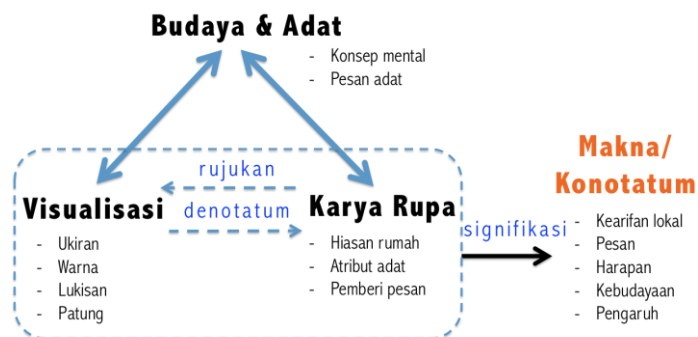 Budaya & Adat
- Konsep mental
- Pesan adat
rujukan
Visualisasi
denotatum
Karya Rupa
- Ukiran
- Warna
- Lukisan
- Patung
- Hiasan rumah
- Atribut adat
- Pemberi pesan
signifikasi
Makna/
Konotatum
- Kearifan lokal
- Pesan
- Harapan
- Kebudayaan
- Pengaruh